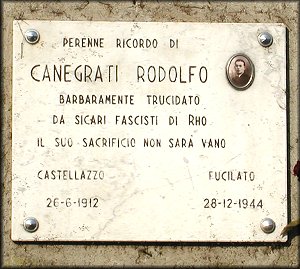 PERENNE RICORDO DI
CANEGRATI RODOLFO
BARBARAMENTE TRUCIDATO
DA SICARI FASCISTI DI RHO
IL SUO SACRIFICIO NON SARÀ VANO
CASTELLAZZO FUCILATO
26-6-1912 28-12-1944